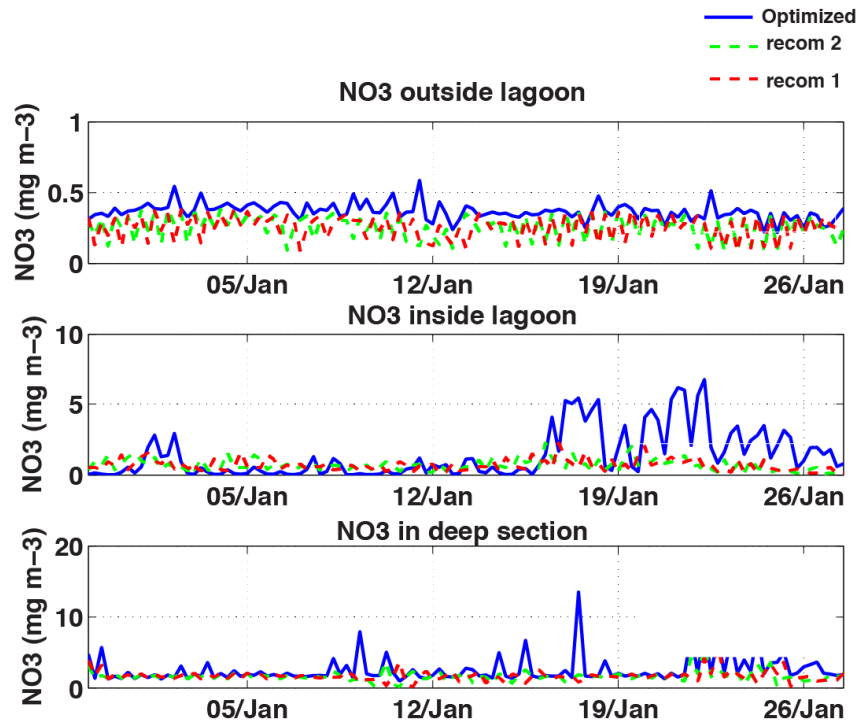 Optimized
recom 2
recom 1
NO3 outside lagoon
NO3 (mg m−3)
1
0.5
0
05/Jan 12/Jan 19/Jan 26/Jan
NO3 inside lagoon
NO3 (mg m−3)
10
5
0
05/Jan 12/Jan 19/Jan 26/Jan
NO3 in deep section
NO3 (mg m−3)
20
10
0
05/Jan 12/Jan 19/Jan 26/Jan